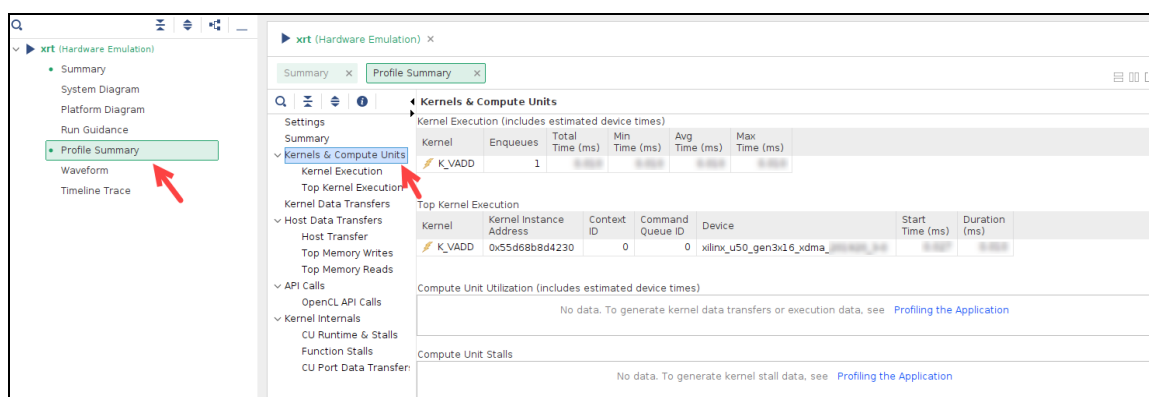 xrt (Hardware Emulation)
Summary
System Diagram
Platform Diagram
Run Guidance
Profile Summary
Waveform
Timeline Trace
xrt (Hardware Emulation) ×
Summary ×
Profile Summary ×
Settings
Summary
Kernels & Compute Units
Kernel Execution
Top Kernel Execution
Kernel Data Transfers
Host Data Transfers
Host Transfer
Top Memory Writes
Top Memory Reads
API Calls
OpenCL API Calls
Kernel Internals
CU Runtime & Stalls
Function Stalls
CU Port Data Transfer
Kernels & Compute Units
Kernel Execution (includes estimated device times)
Kernel Enqueues Total Time (ms) Min Time (ms) Avg Time (ms) Max Time (ms)
K_VADD 1
Top Kernel Execution
Kernel Kernel Instance Address Context ID Command Queue ID Device Start Time (ms) Duration (ms)
K_VADD 0x55d68b8d4230 0 0 xilinx_u50_gen3x16_xdma_
Compute Unit Utilization (includes estimated device times)
No data. To generate kernel data transfers or execution data, see Profiling the Application
Compute Unit Stalls
No data. To generate kernel stall data, see Profiling the Application